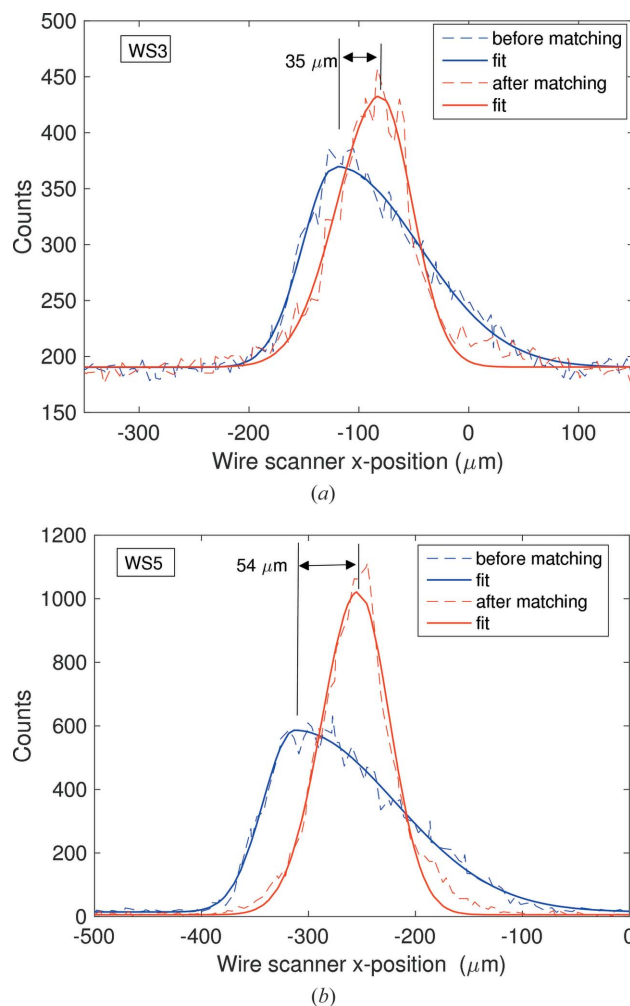 500
450
400
350
300
250
200
150
Counts
WS3
35 μm
before matching
fit
after matching
fit
-300
-200
-100
0
100
Wire scanner x-position (μm)
(a)
1200
1000
800
600
400
200
0
Counts
WS5
54 μm
before matching
fit
after matching
fit
-500
-400
-300
-200
-100
0
Wire scanner x-position (μm)
(b)